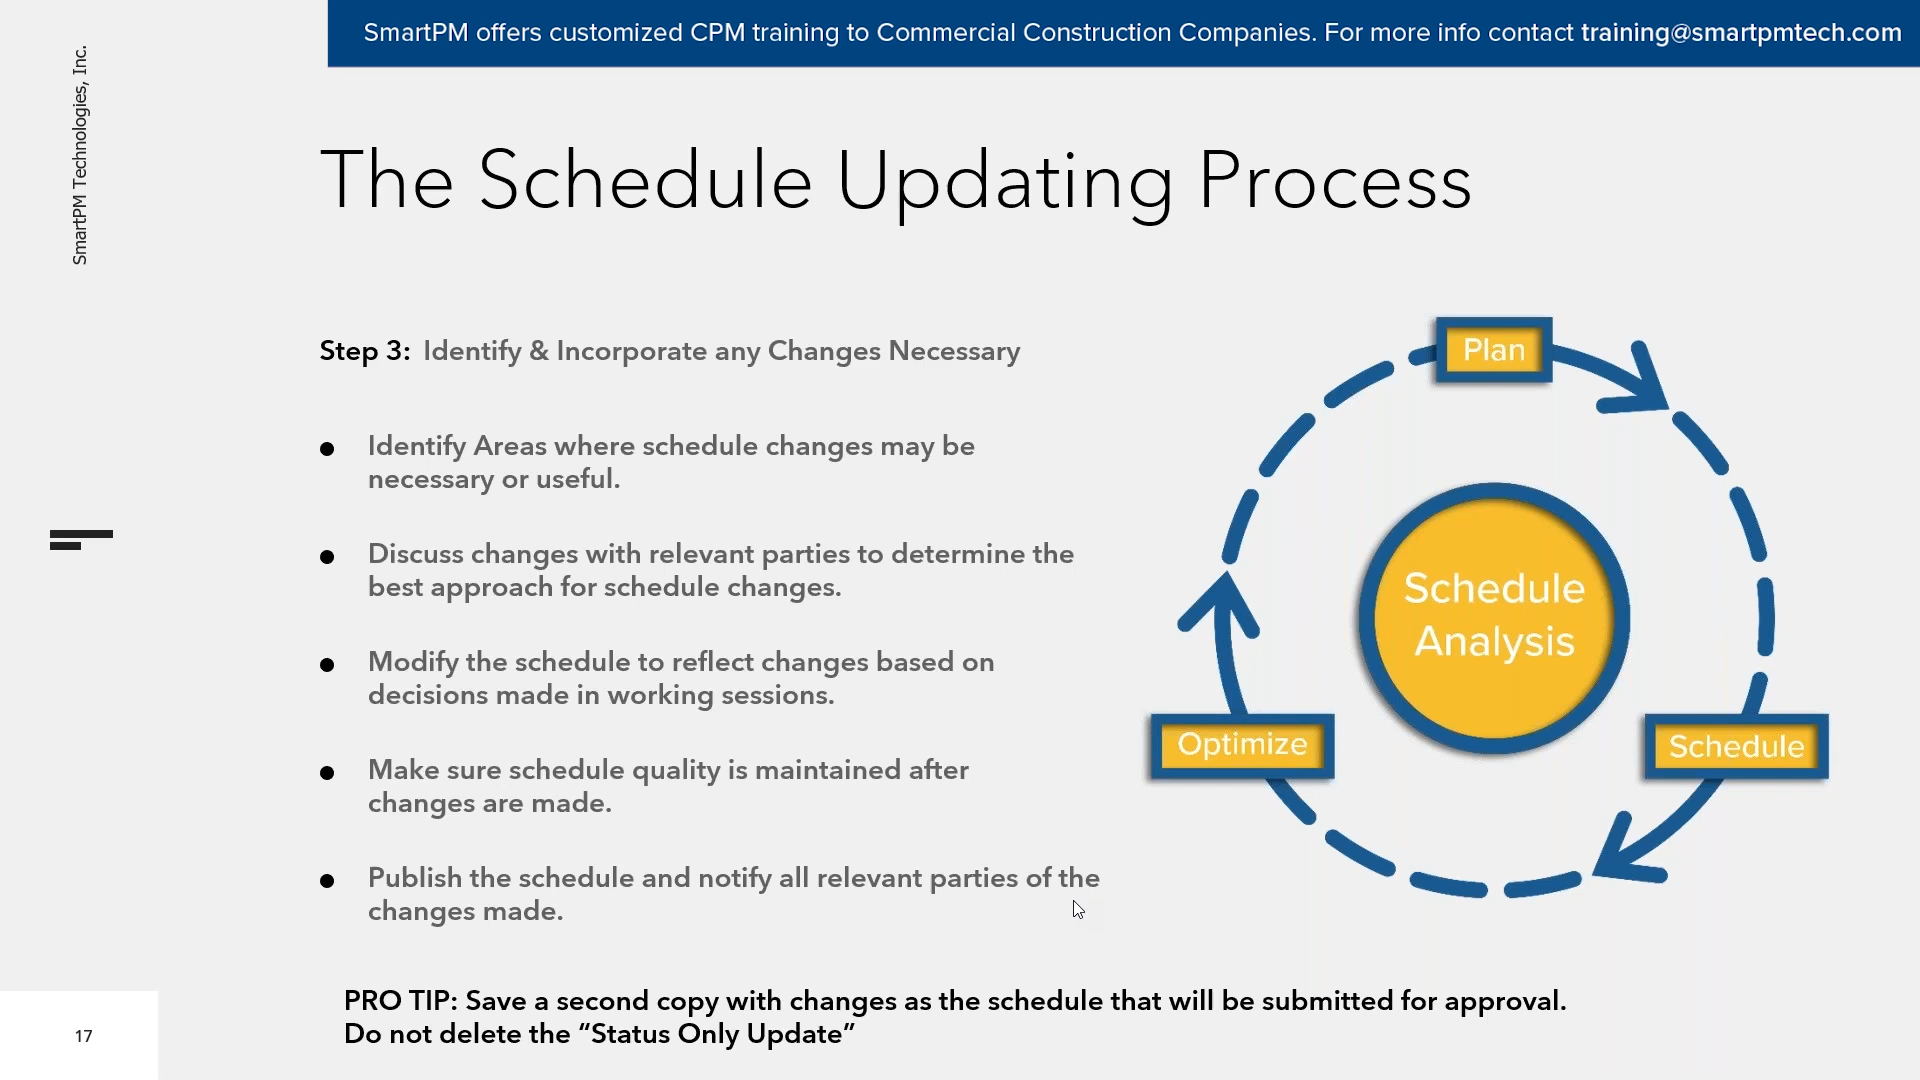 SmartPM offers customized CPM training to Commercial Construction Companies. For more info contact training@smartpmtech.com
SmartPM Technologies, Inc.
The Schedule Updating Process
Step 3: Identify & Incorporate any Changes Necessary
● Identify Areas where schedule changes may be
necessary or useful.
● Discuss changes with relevant parties to determine the
best approach for schedule changes.
● Modify the schedule to reflect changes based on
decisions made in working sessions.
● Make sure schedule quality is maintained after
changes are made.
● Publish the schedule and notify all relevant parties of the
changes made.
Plan
Schedule
Analysis
Optimize
Schedule
PRO TIP: Save a second copy with changes as the schedule that will be submitted for approval.
Do not delete the “Status Only Update”
17